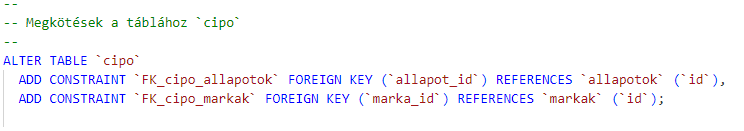 --
-- Megkötések a táblához `cipo`
--
ALTER TABLE `cipo`
ADD CONSTRAINT `FK_cipo_allapotok` FOREIGN KEY (`allapot_id`) REFERENCES `allapotok` (`id`),
ADD CONSTRAINT `FK_cipo_markak` FOREIGN KEY (`marka_id`) REFERENCES `markak` (`id`);